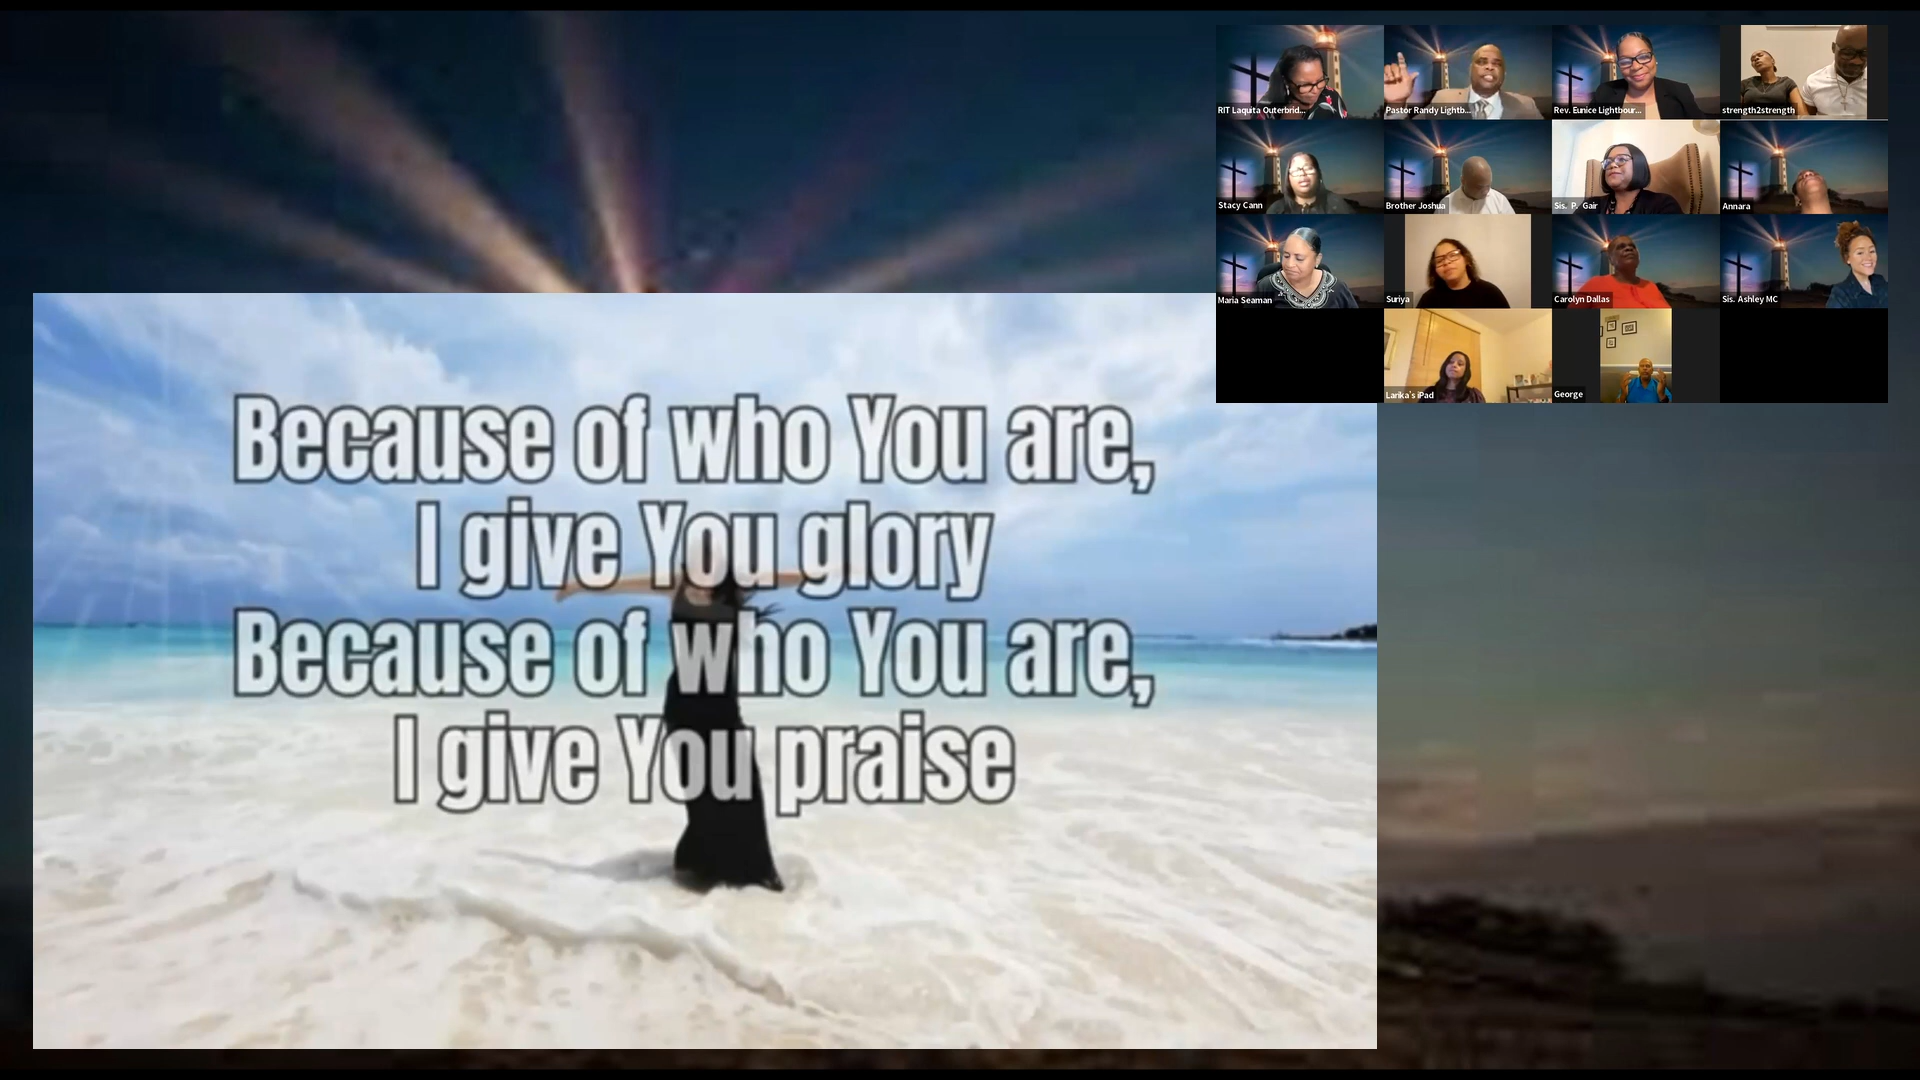 RIT Laquita Outerbrid...
Pastor Randy Lightb...
Rev. Eunice Lightbour...
strength2strength
Stacy Cann
Brother Joshua
Sis. P. Gair
Annara
Maria Seaman
Suriya
Carolyn Dallas
Sis. Ashley MC
Larika's iPad
George
Because of who You are,
I give You glory
Because of who You are,
I give You praise